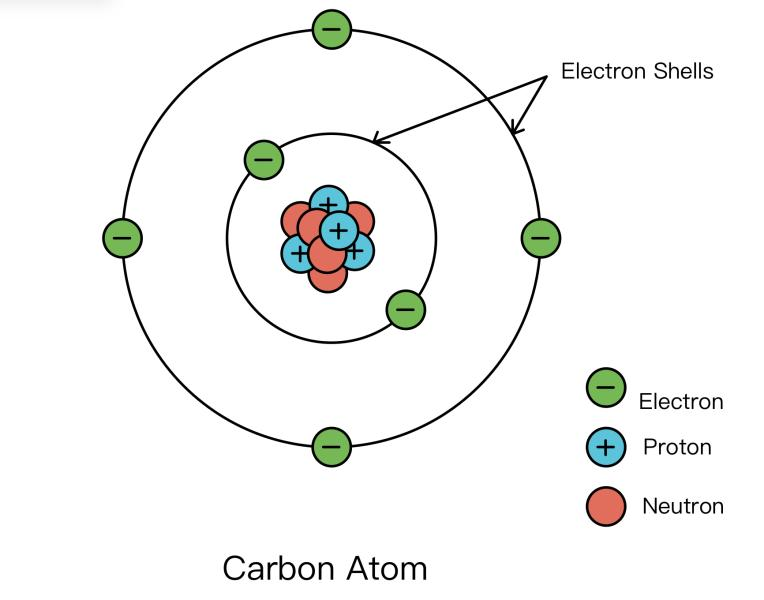 Electron Shells
Electron
Proton
Neutron
Carbon Atom